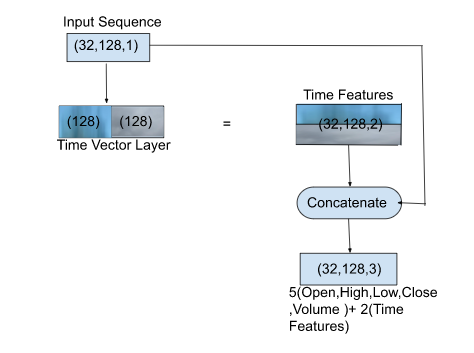 Input Sequence
(32,128,1)
(128) (128)
Time Vector Layer
=
Time Features
(32,128,2)
Concatenate
(32,128,3)
5(Open,High,Low,Close
,Volume )+ 2(Time
Features)